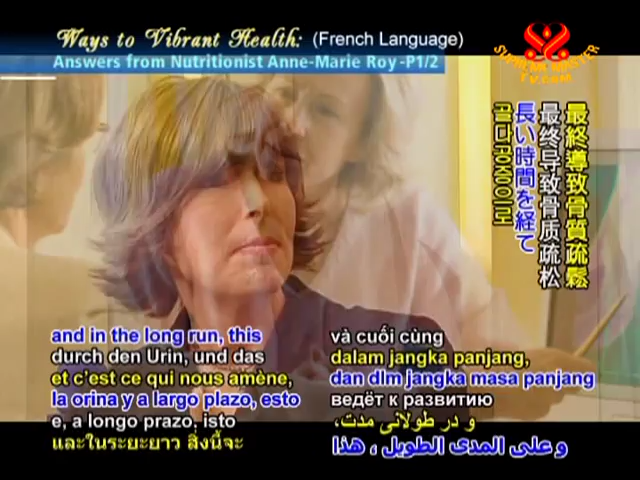 Ways to Vibrant Health: (French Language)
Answers from Nutritionist Anne-Marie Roy-P1/2
SUPREME MASTER
TV.COM
最終導致骨質疏鬆
最终导致骨质疏松
長い時間を経て
골다공증이
and in the long run, this
durch den Urin, und das
et c'est ce qui nous amène,
la orina y a largo plazo, esto
e, a longo prazo, isto
และในระยะยาว สิ่งนี้จะ
và cuối cùng
dalam jangka panjang,
dan dlm jangka masa panjang
ведёт к развитию
و در طولانی مدت،
وعلى المدى الطويل ، هذا